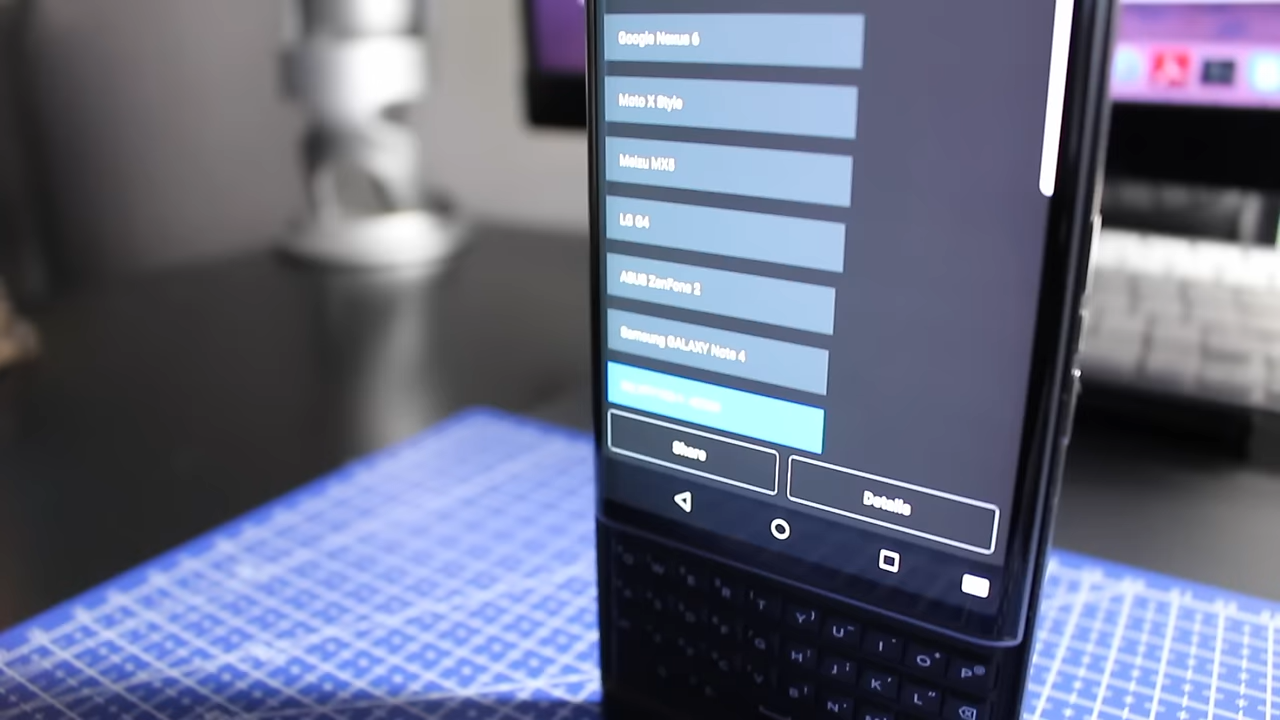 Google Nexus 6
Moto X Style
Meizu MX5
LG G4
ASUS ZenFone 2
Samsung GALAXY Note 4
Share
Details
Q W E R T Y U I O P
G H J K L
V B N